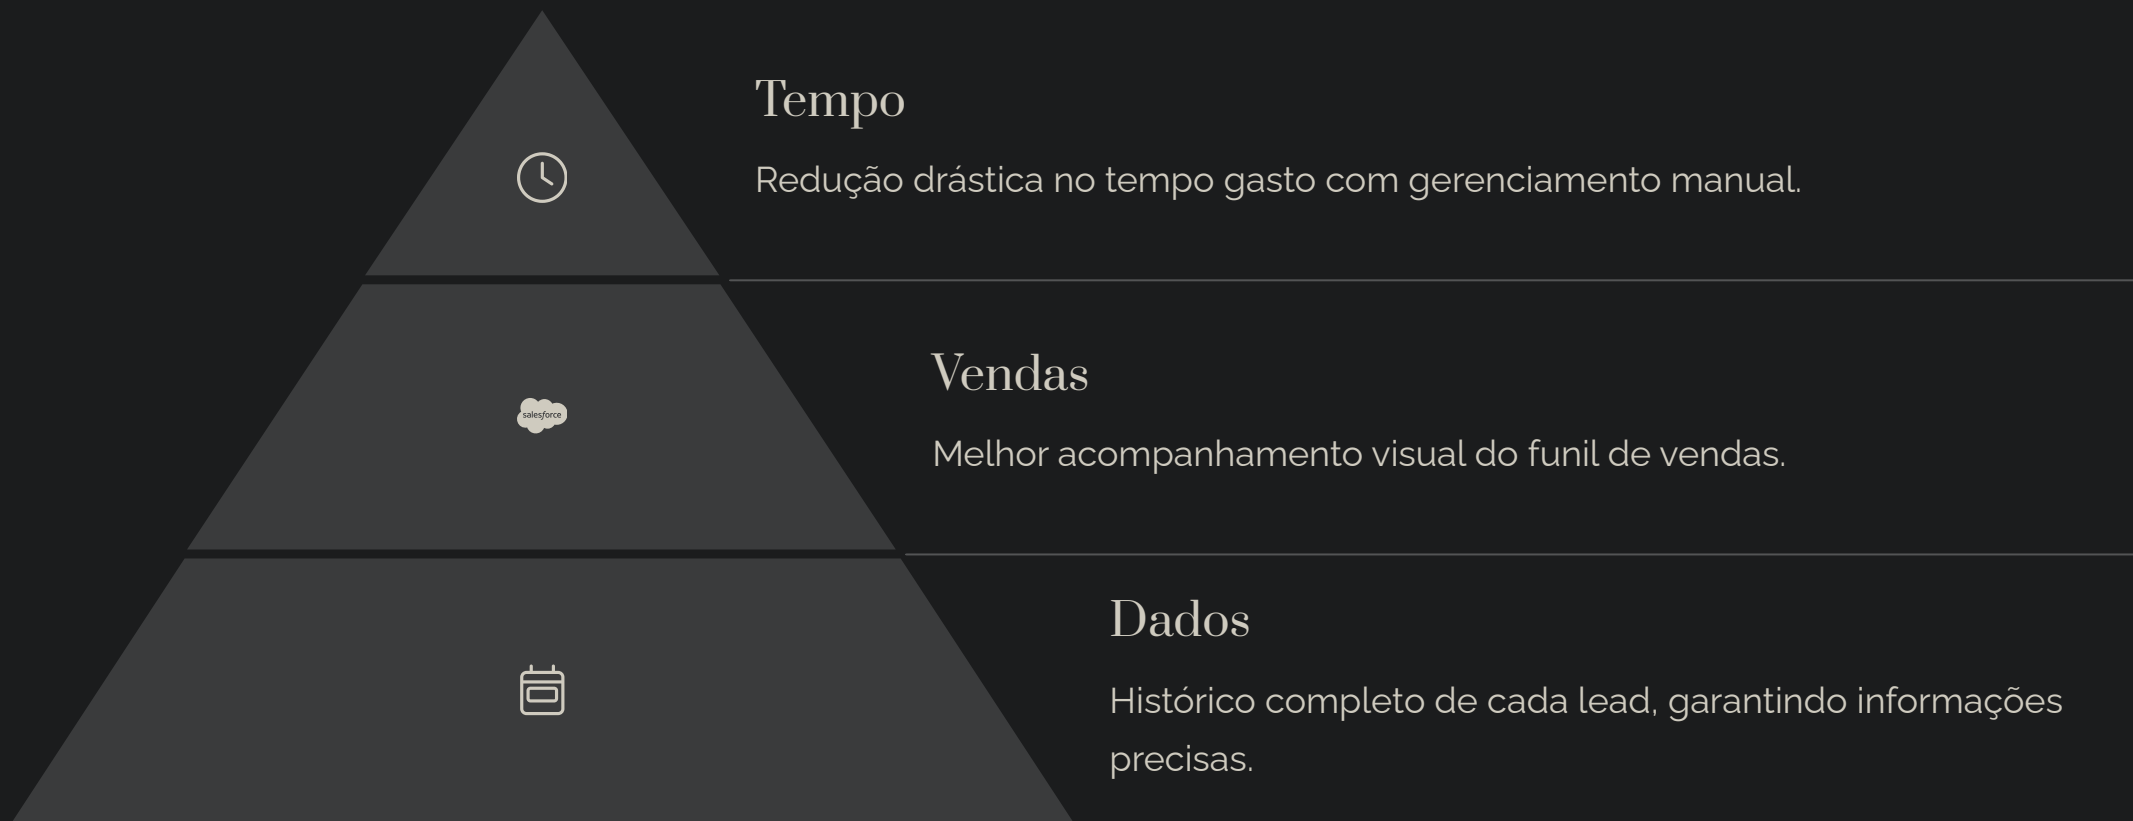 Tempo
Redução drástica no tempo gasto com gerenciamento manual.
salesforce
Vendas
Melhor acompanhamento visual do funil de vendas.
Dados
Histórico completo de cada lead, garantindo informações
precisas.